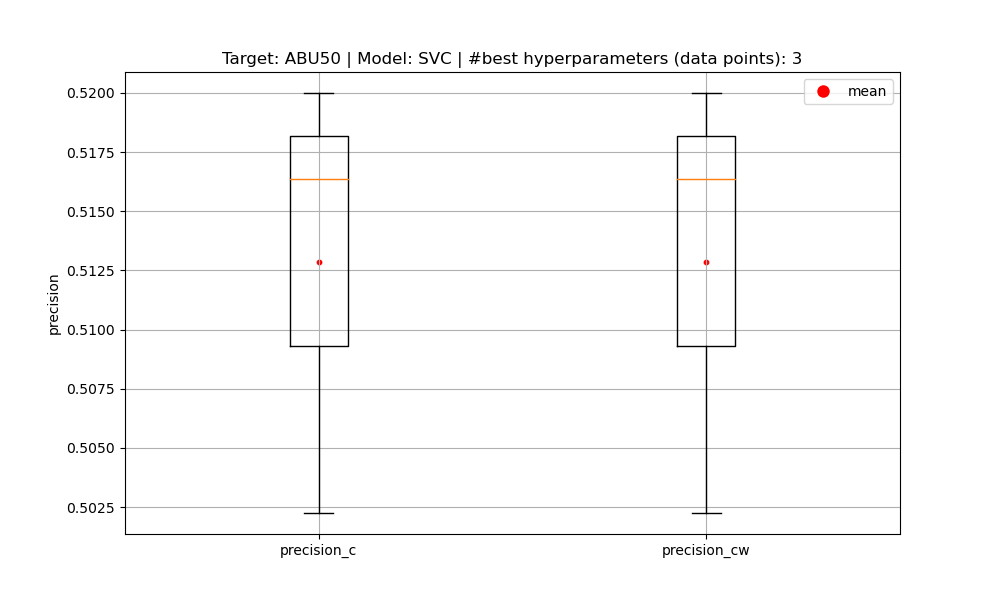 Target: ABU50 | Model: SVC | #best hyperparameters (data points): 3
mean
0.5200
0.5175
0.5150
0.5125
0.5100
0.5075
0.5050
0.5025
precision
precision_c
precision_cw